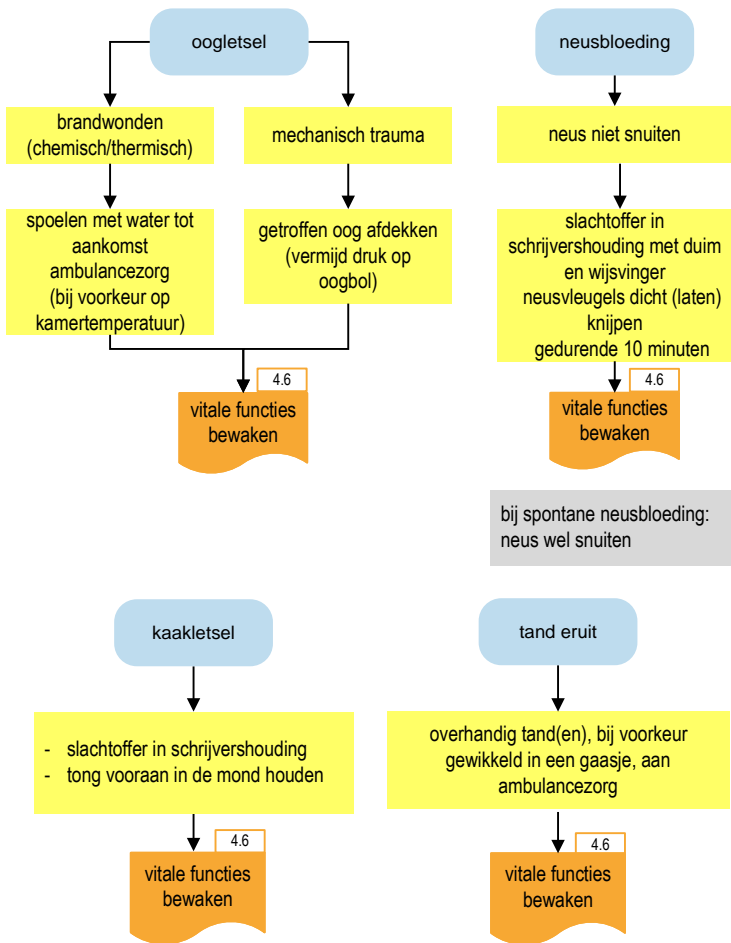 oogletsel
brandwonden
(chemisch/thermisch)
mechanisch trauma
spoelen met water tot
aankomst
ambulancezorg
(bij voorkeur op
kamertemperatuur)
getroffen oog afdekken
(vermijd druk op
oogbol)
4.6
vitale functies
bewaken
neusbloeding
neus niet snuiten
slachtoffer in
schrijvershouding met duim
en wijsvinger
neusvleugels dicht (laten)
knijpen
gedurende 10 minuten
4.6
vitale functies
bewaken
bij spontane neusbloeding:
neus wel snuiten
kaakletsel
- slachtoffer in schrijvershouding
- tong vooraan in de mond houden
4.6
vitale functies
bewaken
tand eruit
overhandig tand(en), bij voorkeur
gewikkeld in een gaasje, aan
ambulancezorg
4.6
vitale functies
bewaken